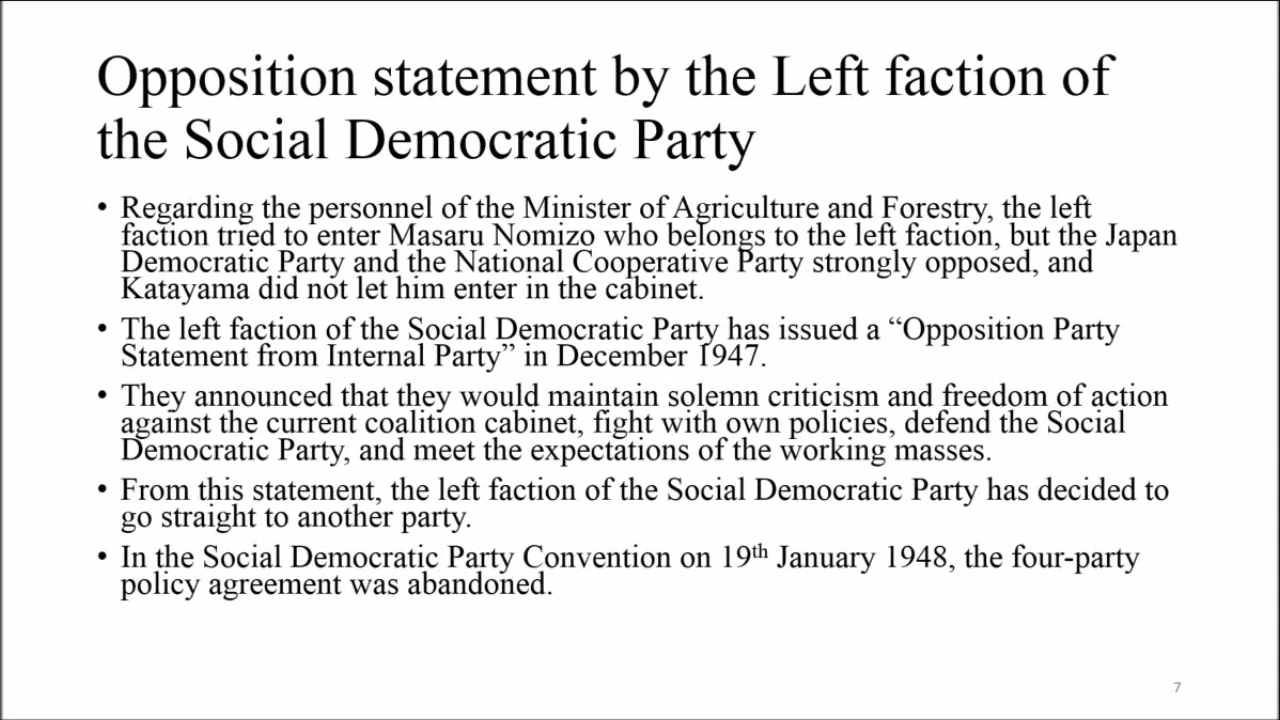 Opposition statement by the Left faction of
the Social Democratic Party
• Regarding the personnel of the Minister of Agriculture and Forestry, the left
faction tried to enter Masaru Nomizo who belongs to the left faction, but the Japan
Democratic Party and the National Cooperative Party strongly opposed, and
Katayama did not let him enter in the cabinet.
• The left faction of the Social Democratic Party has issued a “Opposition Party
Statement from Internal Party” in December 1947.
• They announced that they would maintain solemn criticism and freedom of action
against the current coalition cabinet, fight with own policies, defend the Social
Democratic Party, and meet the expectations of the working masses.
• From this statement, the left faction of the Social Democratic Party has decided to
go straight to another party.
• In the Social Democratic Party Convention on 19th January 1948, the four-party
policy agreement was abandoned.
7